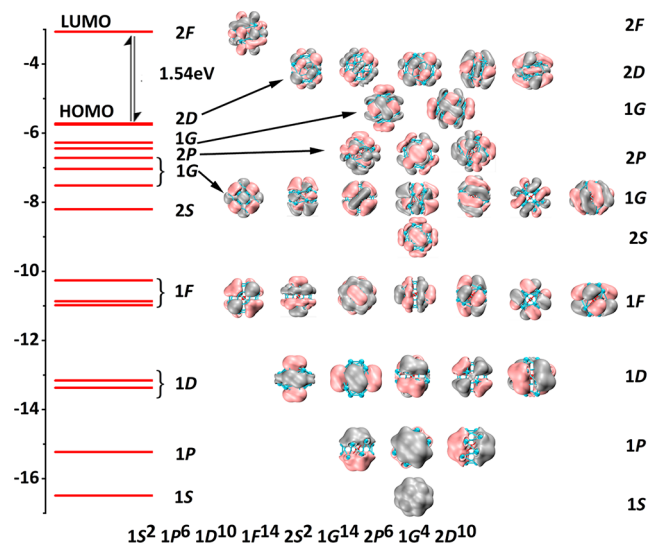 LUMO
2F
2F
-4
1.54eV
2D
HOMO
2D
1G
-6
1G
2P
2P
1G
1G
-8
2S
2S
-10
1F
1F
-12
1D
1D
-14
1P
1P
-16
1S
1S
1S² 1P⁶ 1D¹⁰ 1F¹⁴ 2S² 1G¹⁴ 2P⁶ 1G⁴ 2D¹⁰